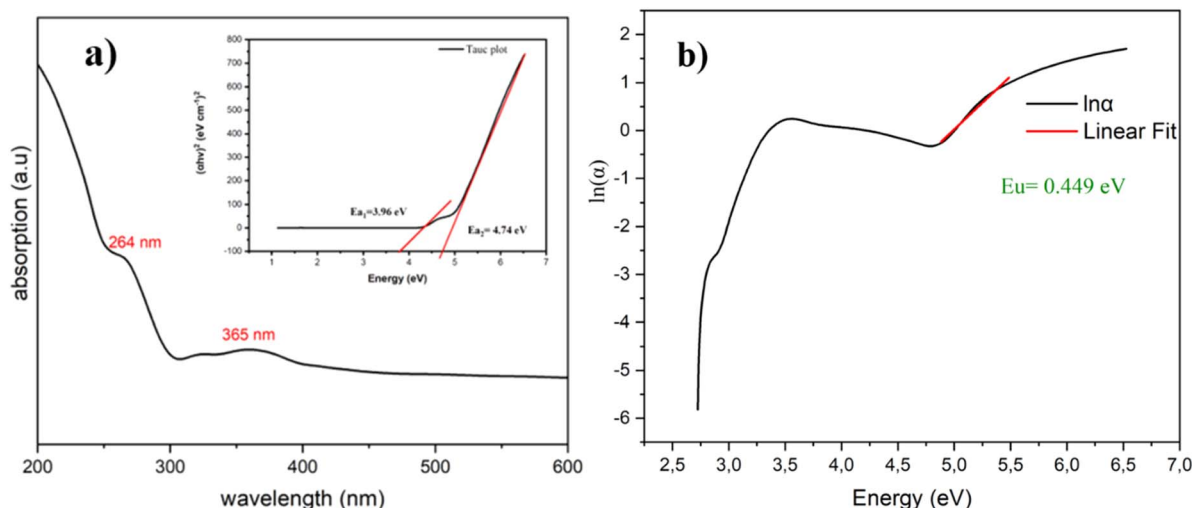 a)
absorption (a.u)
264 nm
365 nm
200
300
400
500
600
wavelength (nm)
(αhν)² (eV cm⁻¹)²
800
700
600
500
400
300
200
100
0
-100
Tauc plot
Ea₁=3.96 eV
Ea₂= 4.74 eV
1
2
3
4
5
6
7
Energy (eV)
b)
ln(α)
2
1
0
-1
-2
-3
-4
-5
-6
lnα
Linear Fit
Eu= 0.449 eV
2,5
3,0
3,5
4,0
4,5
5,0
5,5
6,0
6,5
7,0
Energy (eV)